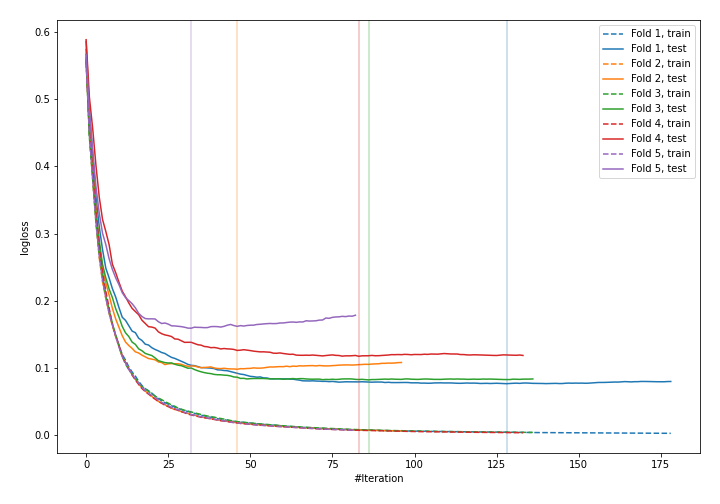 0.6
0.5
0.4
0.3
0.2
0.1
0.0
logloss
0
25
50
75
100
125
150
175
#Iteration
Fold 1, train
Fold 1, test
Fold 2, train
Fold 2, test
Fold 3, train
Fold 3, test
Fold 4, train
Fold 4, test
Fold 5, train
Fold 5, test